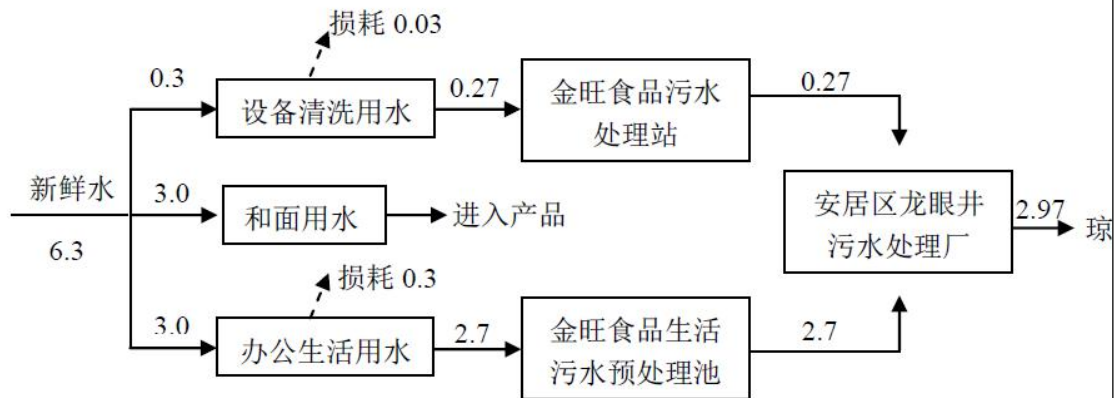 损耗 0.03
0.3
设备清洗用水
0.27
金旺食品污水
处理站
0.27
新鲜水
6.3
3.0
和面用水
进入产品
安居区龙眼井
污水处理厂
2.97
琼
损耗 0.3
3.0
办公生活用水
2.7
金旺食品生活
污水预处理池
2.7